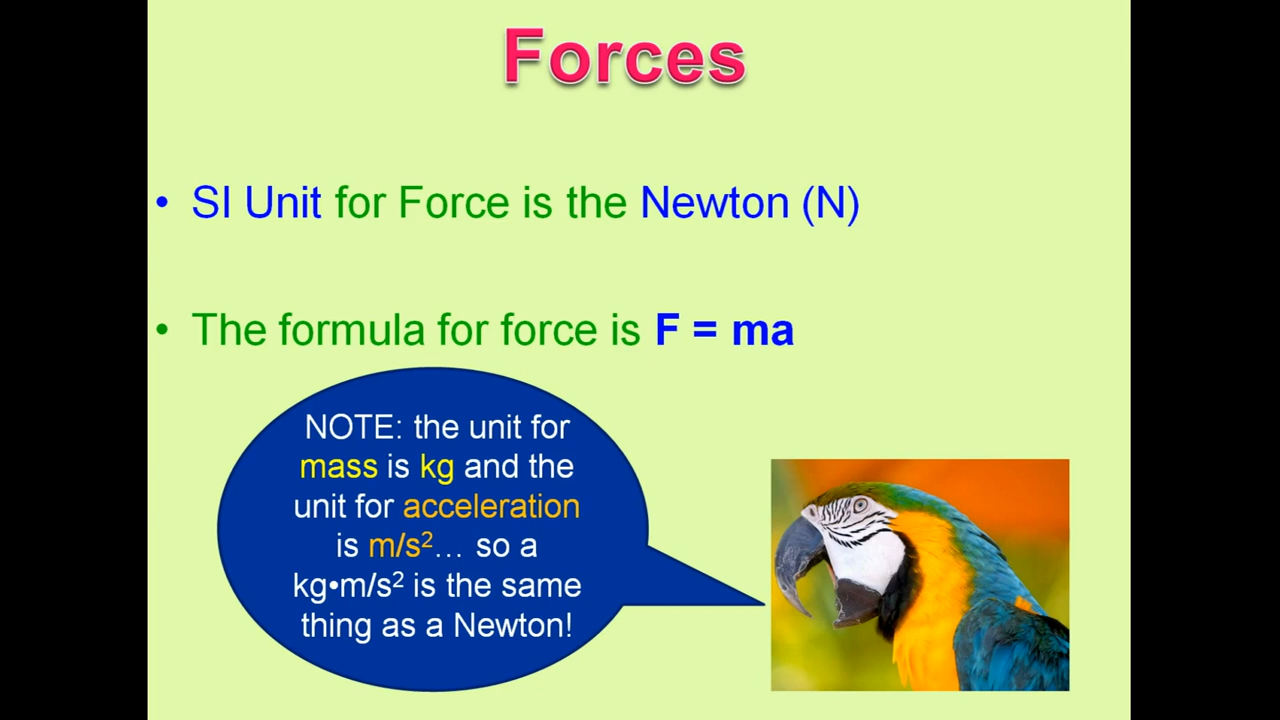 Forces
• SI Unit for Force is the Newton (N)
• The formula for force is F = ma
NOTE: the unit for
mass is kg and the
unit for acceleration
is m/s²… so a
kg•m/s² is the same
thing as a Newton!